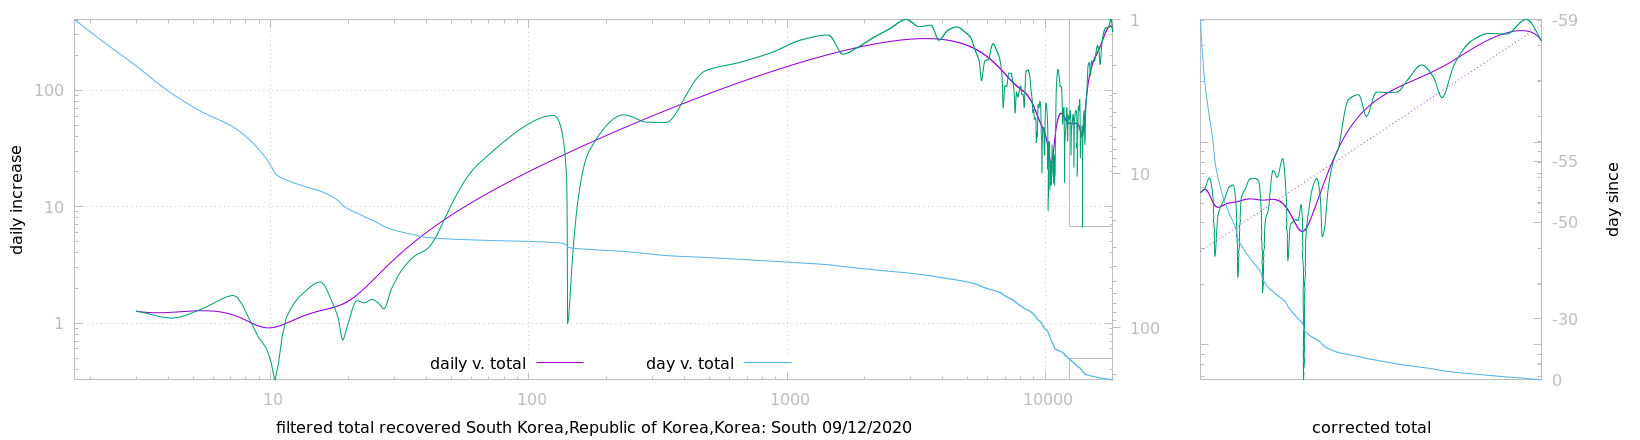 daily increase
100
10
1
10
100
1000
10000
1
10
100
daily v. total
day v. total
filtered total recovered South Korea,Republic of Korea,Korea: South 09/12/2020
-59
-55
-50
-30
0
day since
corrected total